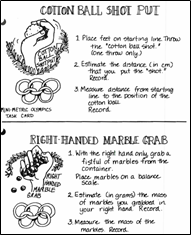 COTTON BALL SHOT PUT
1 Place feet on starting line. Throw
the "cotton ball shot."
(one throw only.)
2 Estimate the distance (in cm)
that you put the "shot."
Record.
3 Measure distance from starting
line to the position of the
cotton ball.
Record.
COTTON BALL SHOTPUT
MINI-METRIC OLYMPICS
TASK CARD
RIGHT-HANDED MARBLE GRAB
1. With the right hand only grab a
fistful of marbles from the
container.
Place marbles on a balance
scale.
2. Estimate (in grams) the mass
of marbles you grabbed in
your right hand. Record.
3. Measure the mass of the
marbles. Record.
RIGHT
HANDED
MARBLE
GRAB